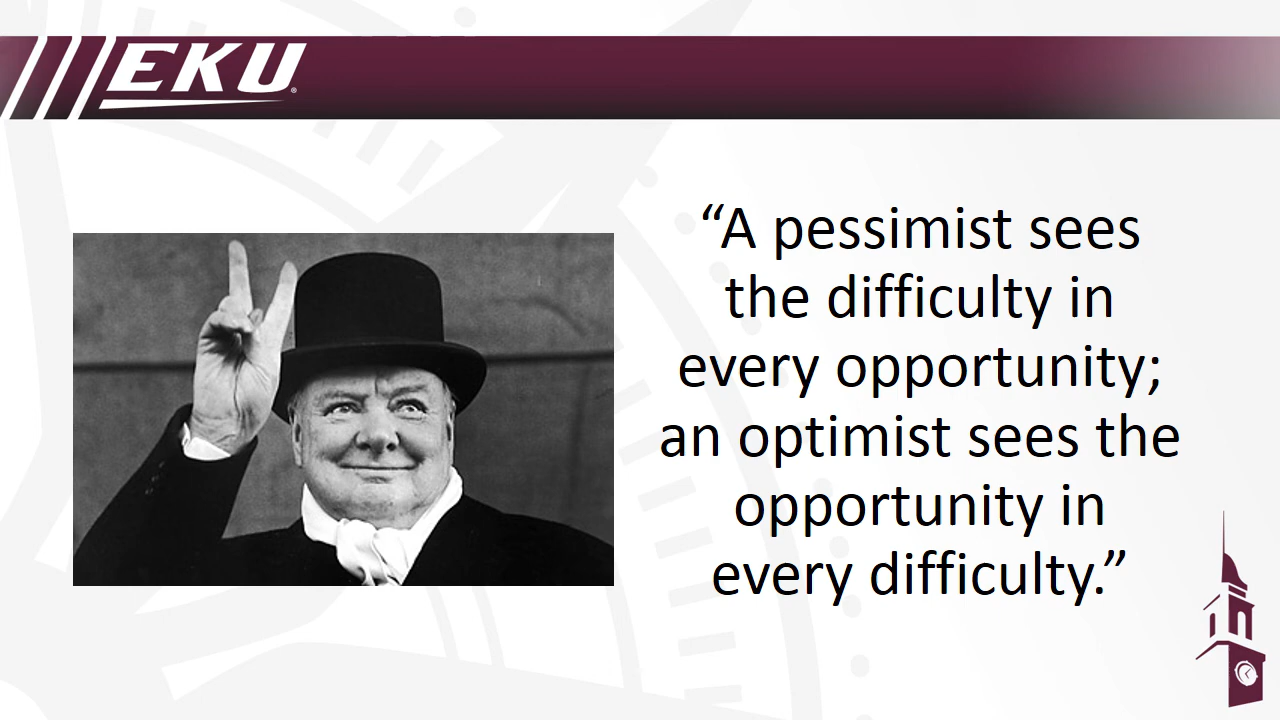 EKU
“A pessimist sees
the difficulty in
every opportunity;
an optimist sees the
opportunity in
every difficulty.”